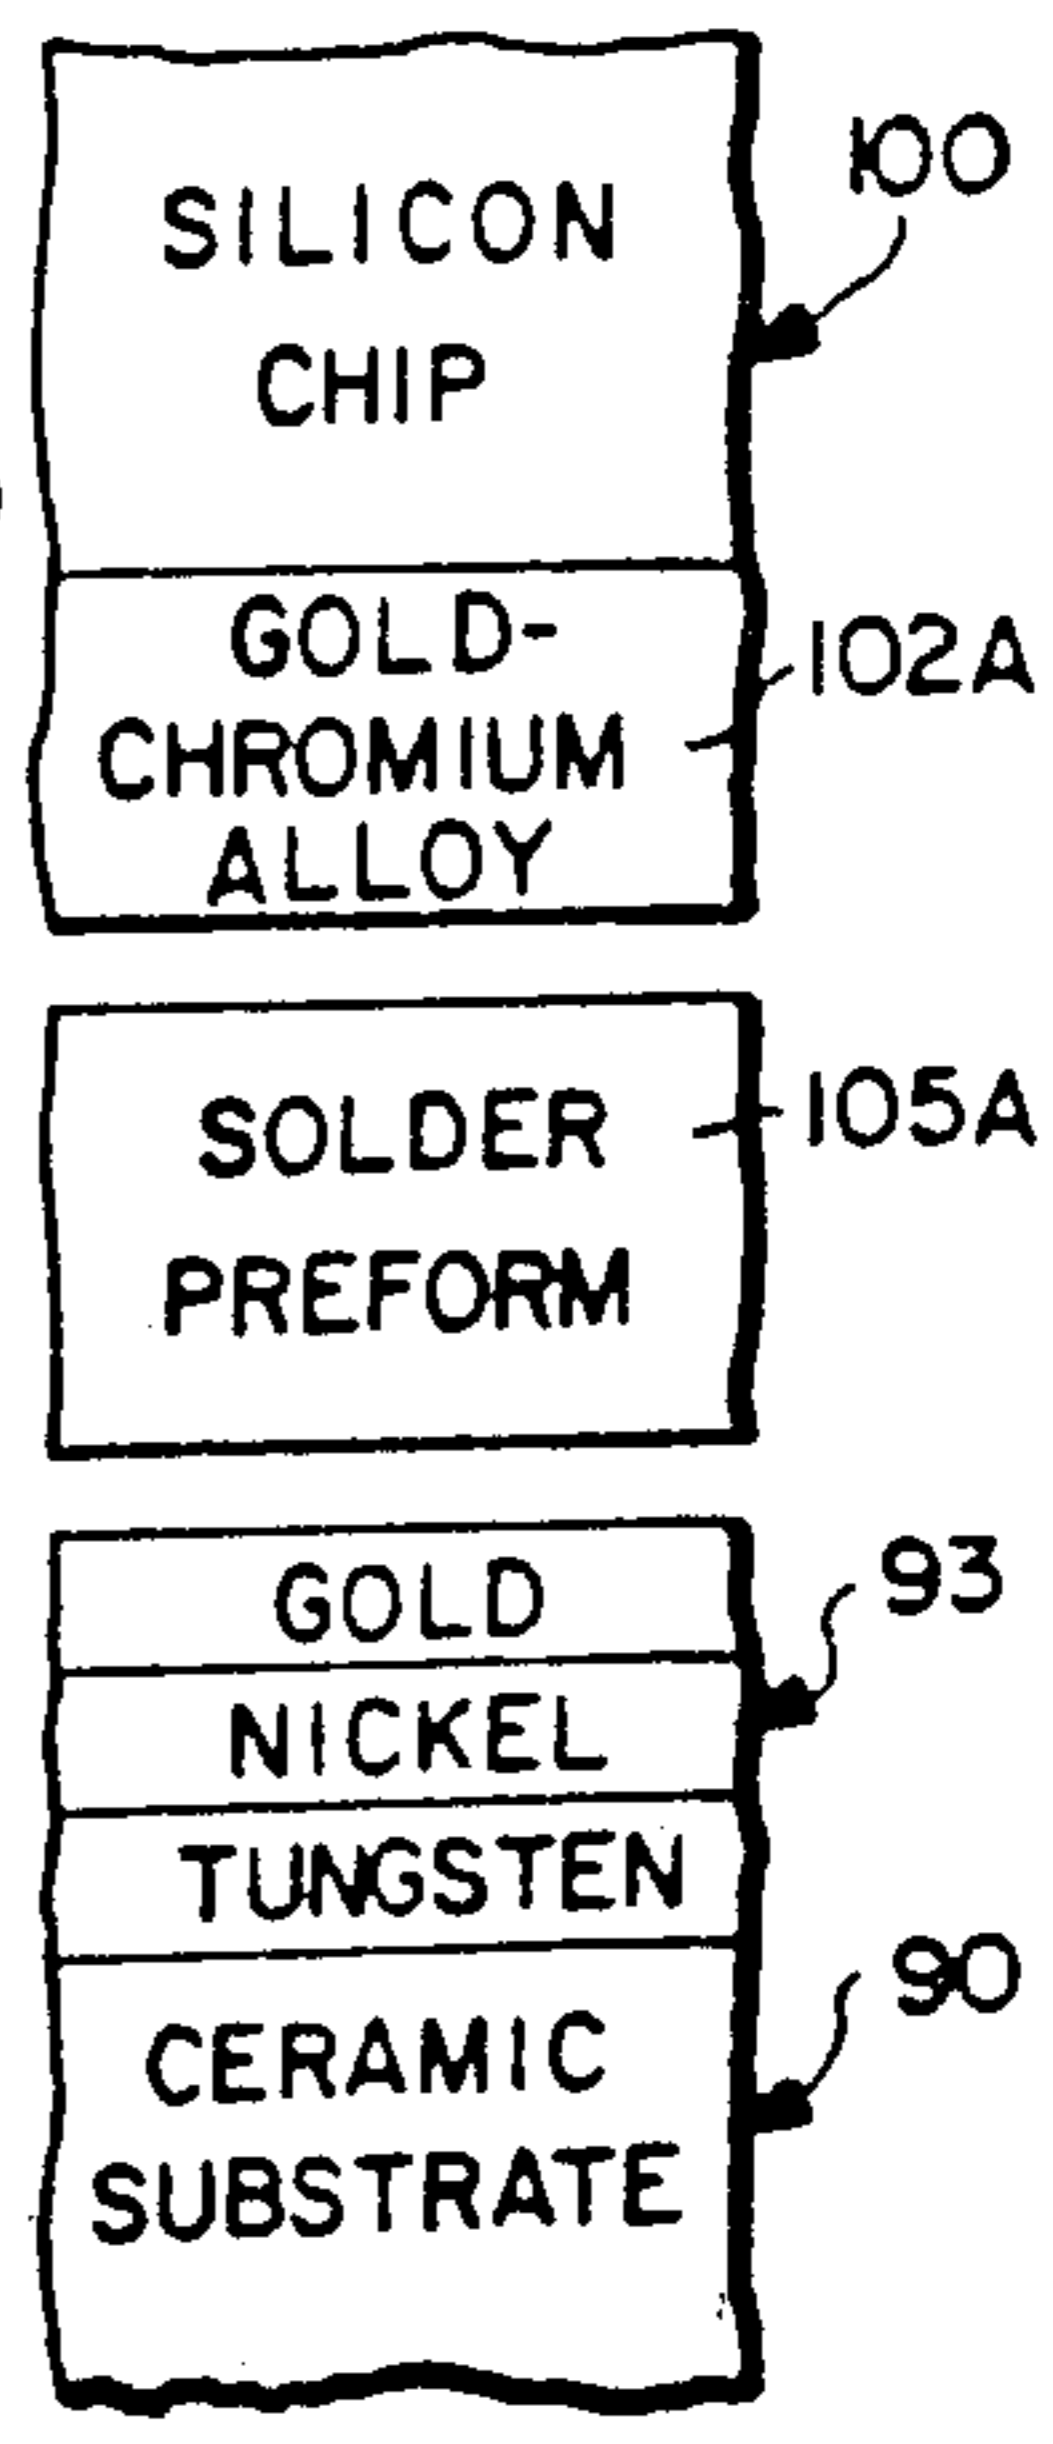 SILICON
CHIP
100
GOLD-
CHROMIUM
ALLOY
102A
SOLDER
PREFORM
105A
GOLD
93
NICKEL
TUNGSTEN
90
CERAMIC
SUBSTRATE